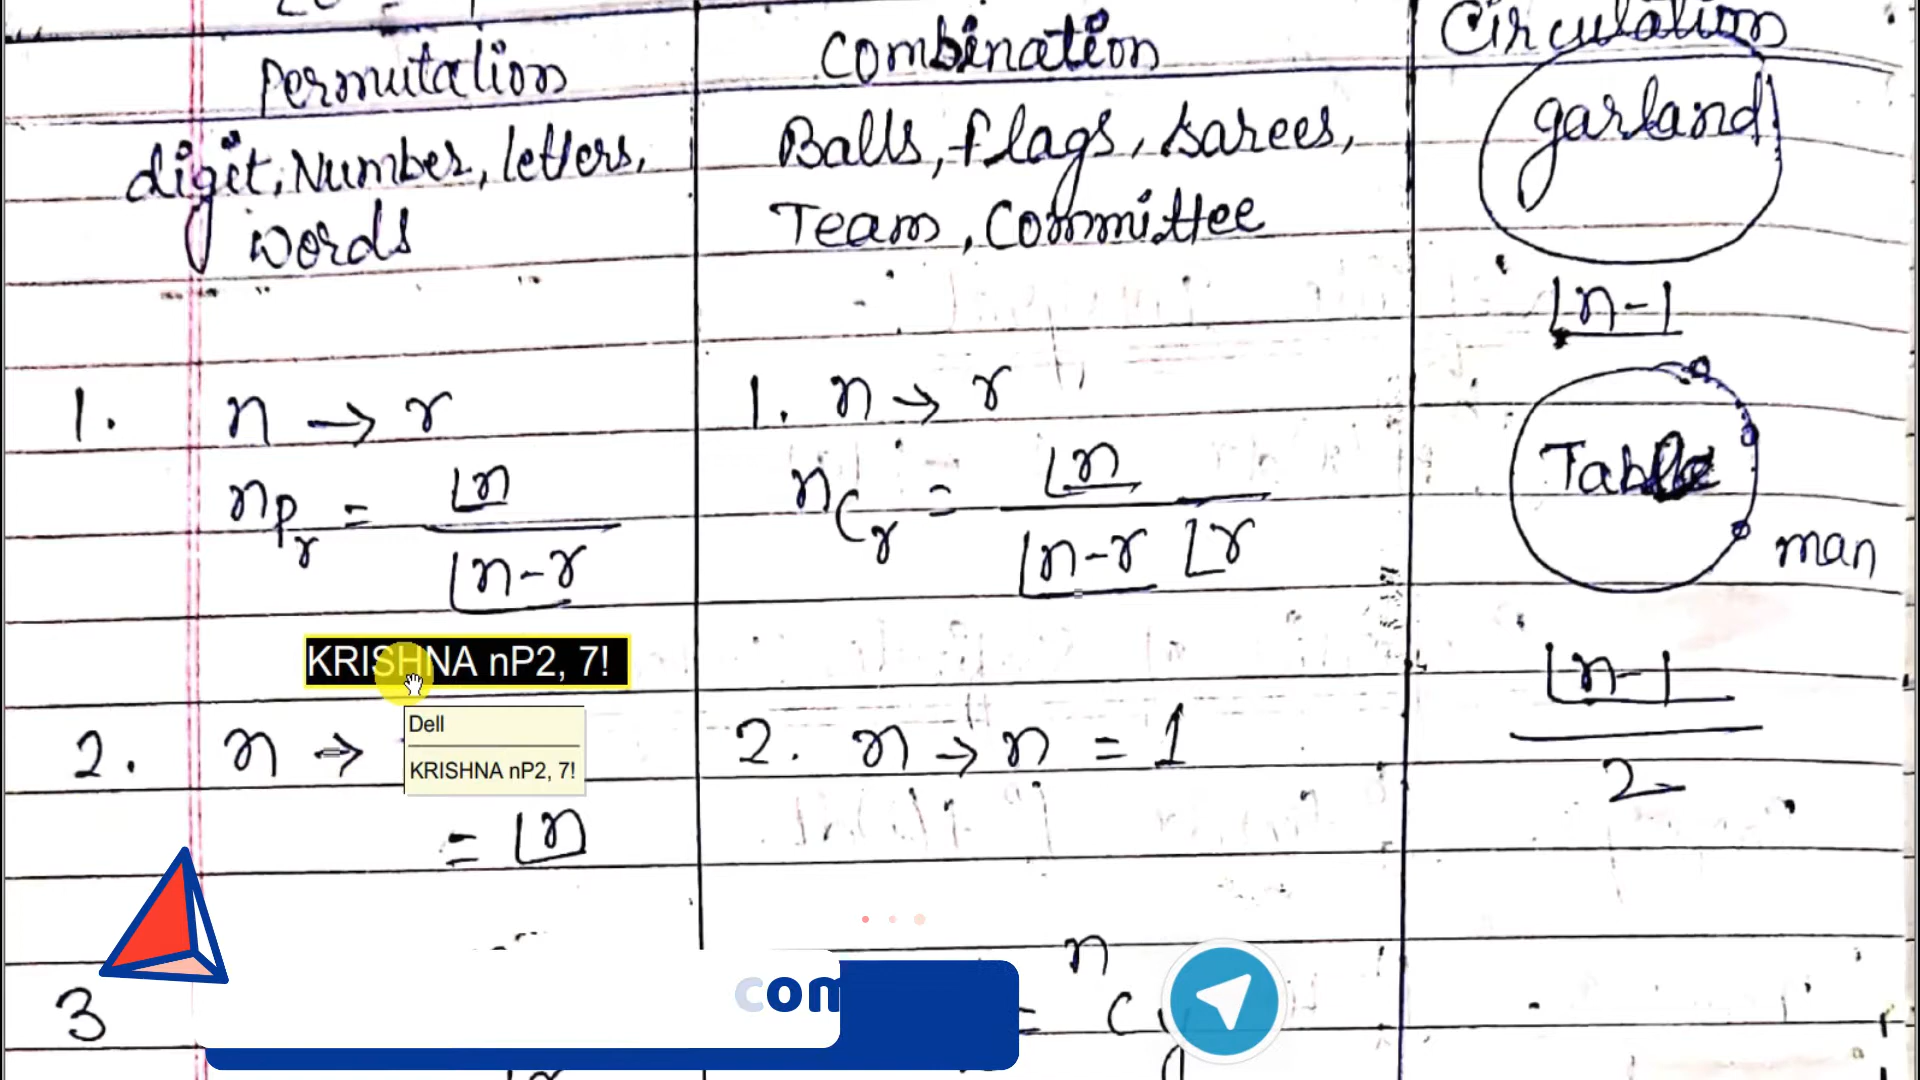 Permutation
Combination
Circulation
digit, Number, letters,
words
Balls, flags, sarees,
Team, Committee
garland
⌊n-1
1. n → r
1. n → r
nPr = ⌊n / ⌊n-r
nCr = ⌊n / ⌊n-r ⌊r
Table
man
KRISHNA nP2, 7!
⌊n-1 / 2
2. n →
Dell
KRISHNA nP2, 7!
2. n → n = 1
= ⌊n
3
com
= n C